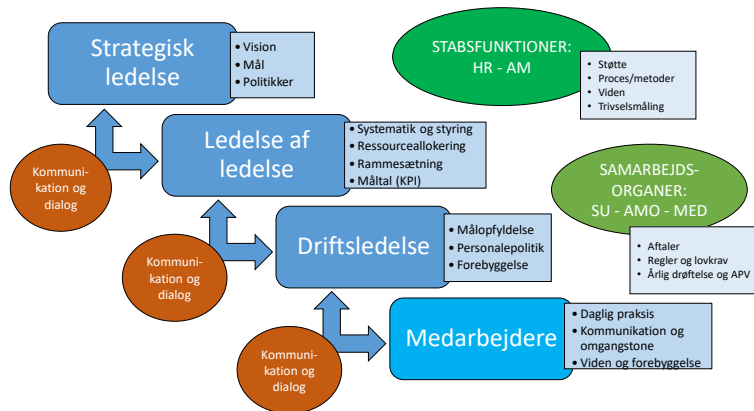 Strategisk
ledelse
• Vision
• Mål
• Politikker
STABSFUNKTIONER:
HR - AM
• Støtte
• Proces/metoder
• Viden
• Trivselsmåling
Kommuni-
kation og
dialog
Ledelse af
ledelse
• Systematik og styring
• Ressourceallokering
• Rammesætning
• Måltal (KPI)
SAMARBEJDS-
ORGANER:
SU - AMO - MED
• Aftaler
• Regler og lovkrav
• Årlig drøftelse og APV
Kommuni-
kation og
dialog
Driftsledelse
• Målopfyldelse
• Personalepolitik
• Forebyggelse
Kommuni-
kation og
dialog
Medarbejdere
• Daglig praksis
• Kommunikation og
omgangstone
• Viden og forebyggelse